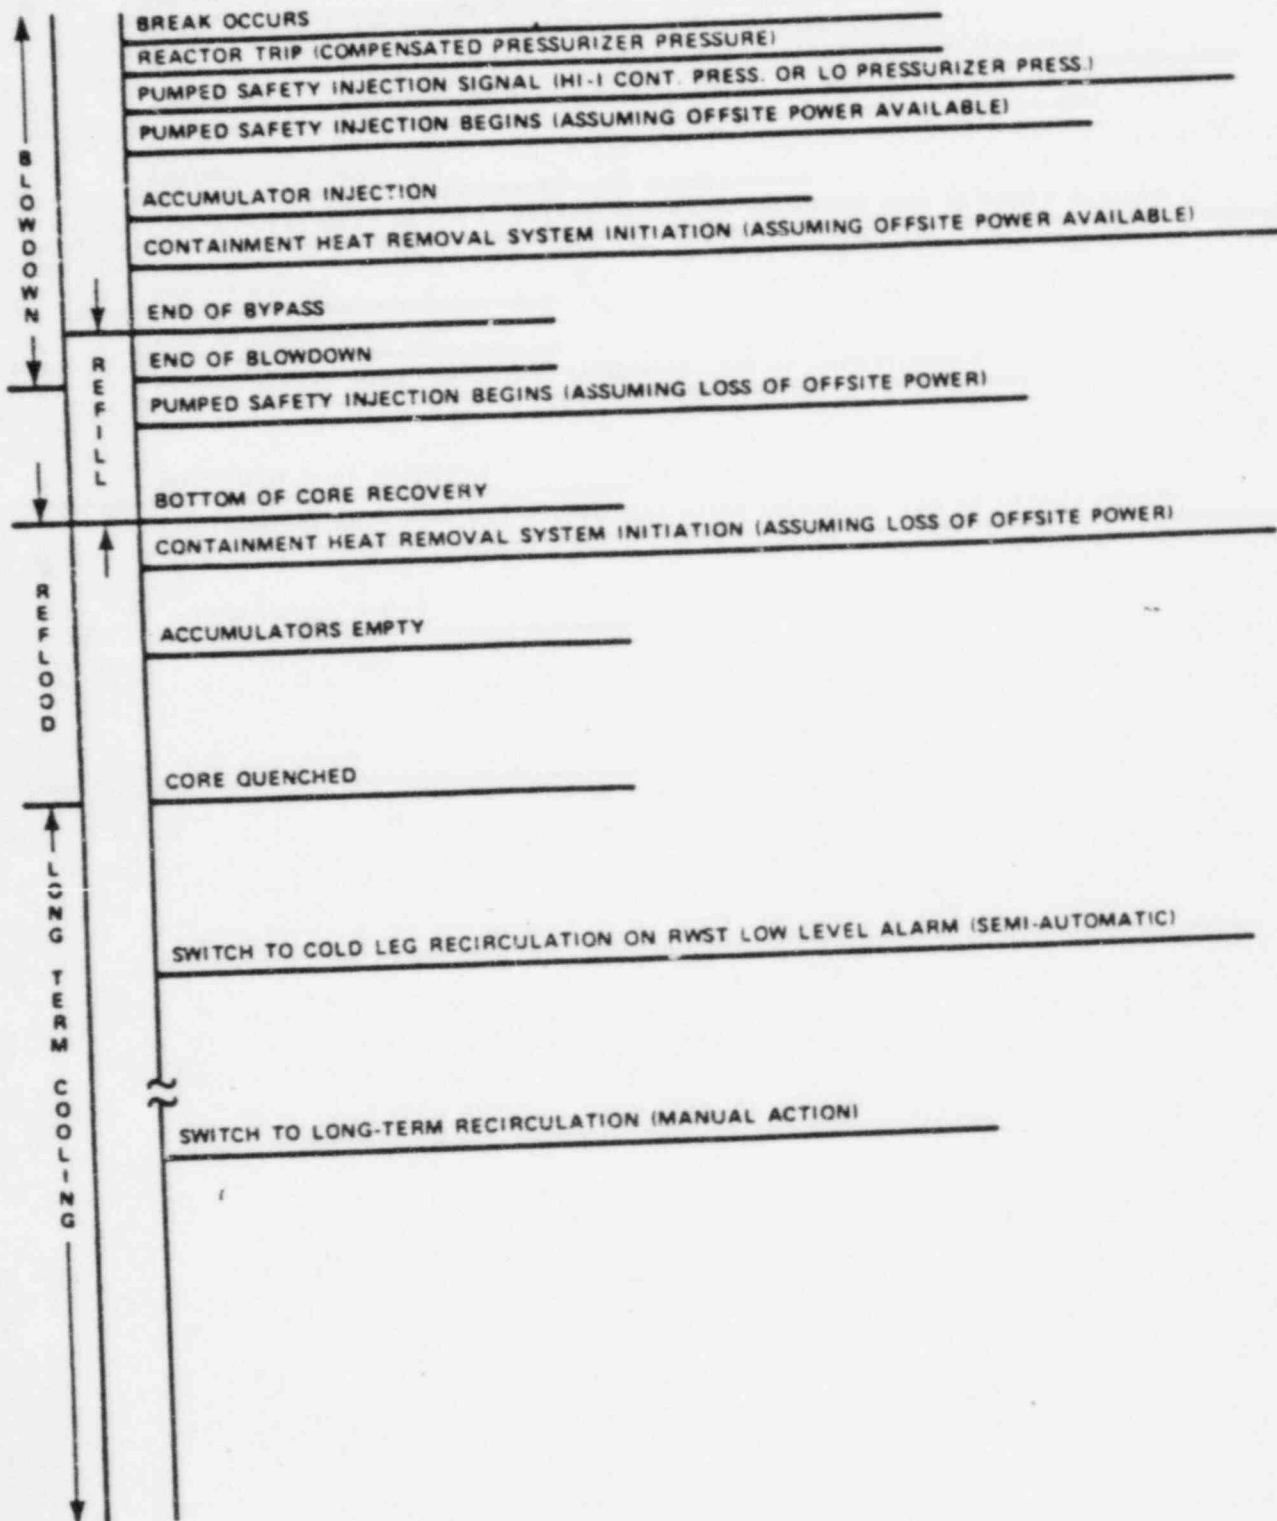 BREAK OCCURS
REACTOR TRIP (COMPENSATED PRESSURIZER PRESSURE)
PUMPED SAFETY INJECTION SIGNAL (HI-I CONT. PRESS. OR LO PRESSURIZER PRESS.)
PUMPED SAFETY INJECTION BEGINS (ASSUMING OFFSITE POWER AVAILABLE)
BLOWDOWN
ACCUMULATOR INJECTION
CONTAINMENT HEAT REMOVAL SYSTEM INITIATION (ASSUMING OFFSITE POWER AVAILABLE)
END OF BYPASS
REFILL
END OF BLOWDOWN
PUMPED SAFETY INJECTION BEGINS (ASSUMING LOSS OF OFFSITE POWER)
BOTTOM OF CORE RECOVERY
CONTAINMENT HEAT REMOVAL SYSTEM INITIATION (ASSUMING LOSS OF OFFSITE POWER)
REFLOOD
ACCUMULATORS EMPTY
CORE QUENCHED
LONG TERM COOLING
SWITCH TO COLD LEG RECIRCULATION ON RWST LOW LEVEL ALARM (SEMI-AUTOMATIC)
SWITCH TO LONG-TERM RECIRCULATION (MANUAL ACTION)